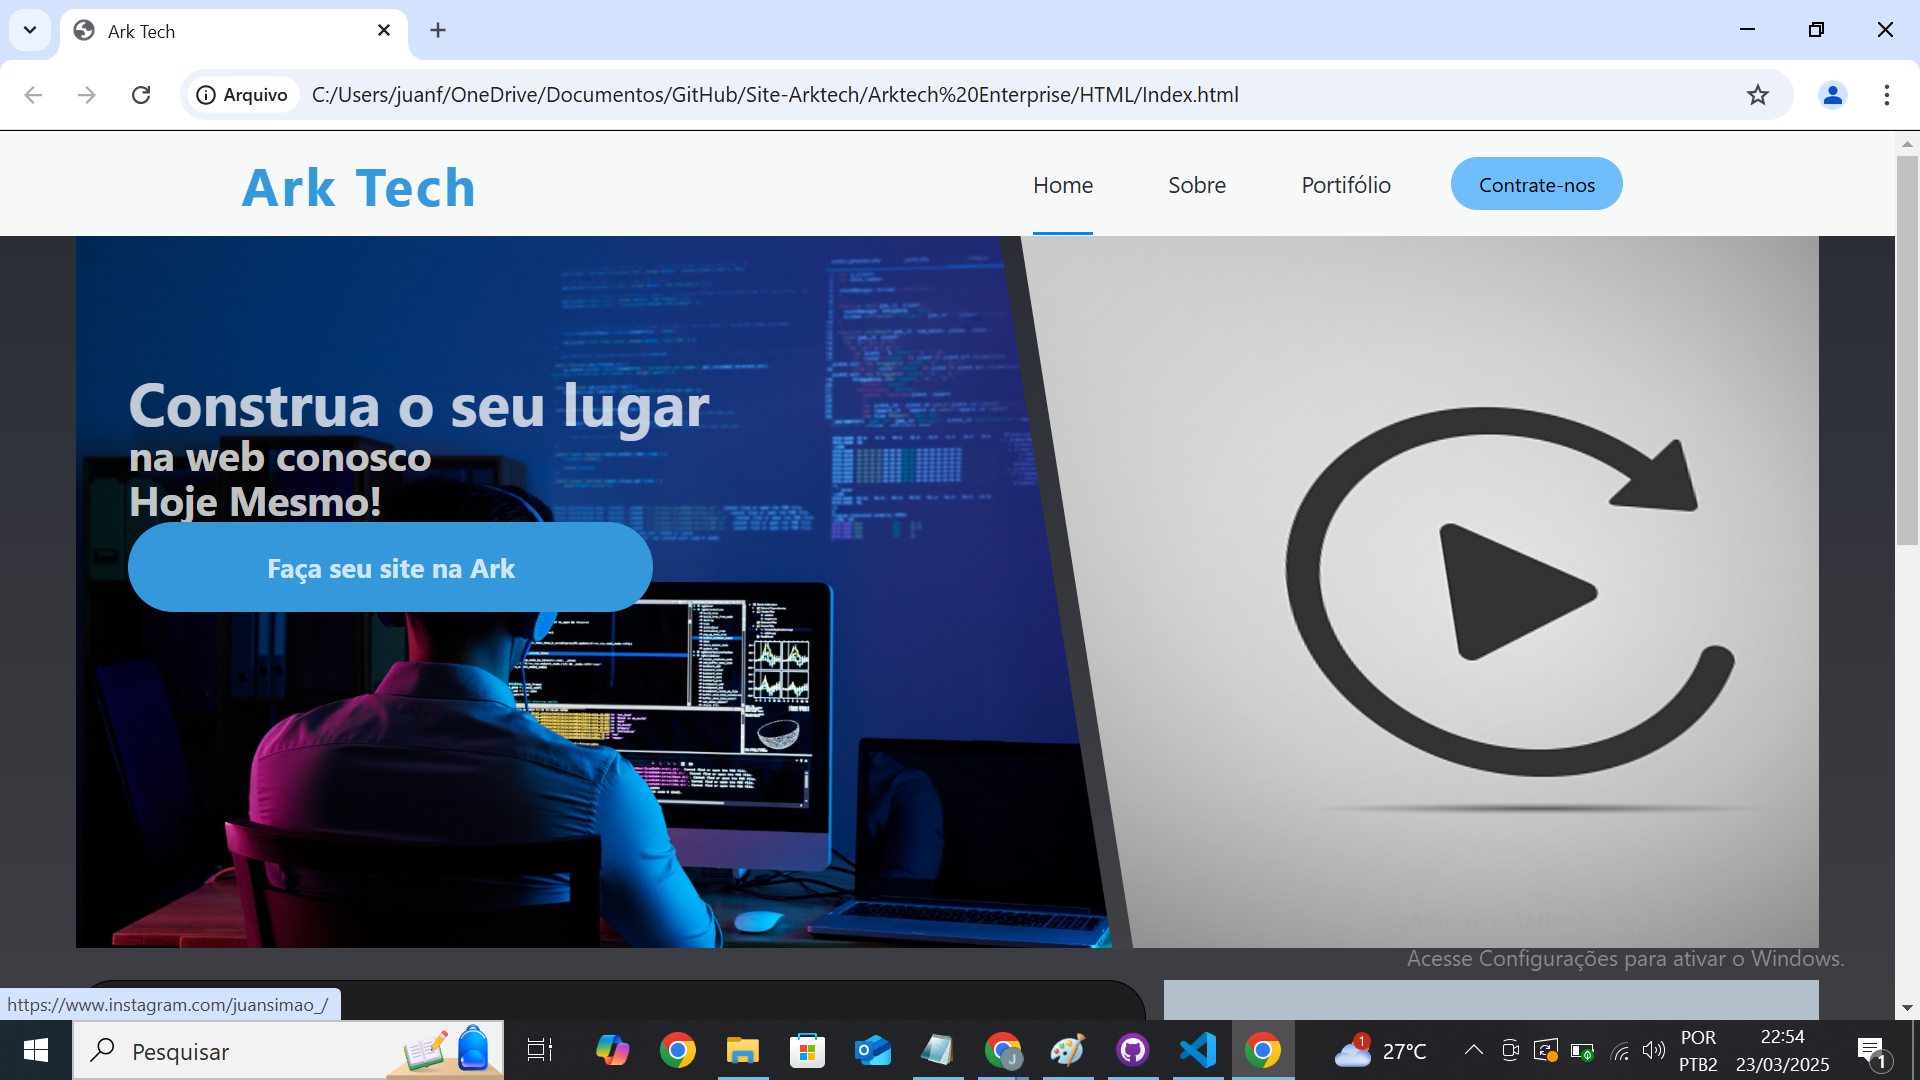 Ark Tech
Arquivo
C:/Users/juanf/OneDrive/Documentos/GitHub/Site-Arktech/Arktech%20Enterprise/HTML/Index.html
Ark Tech
Home
Sobre
Portifólio
Contrate-nos
Construa o seu lugar
na web conosco
Hoje Mesmo!
Faça seu site na Ark
Acesse Configurações para ativar o Windows.
https://www.instagram.com/juansimao_/
Pesquisar
J
1
27°C
POR
PTB2
22:54
23/03/2025
1